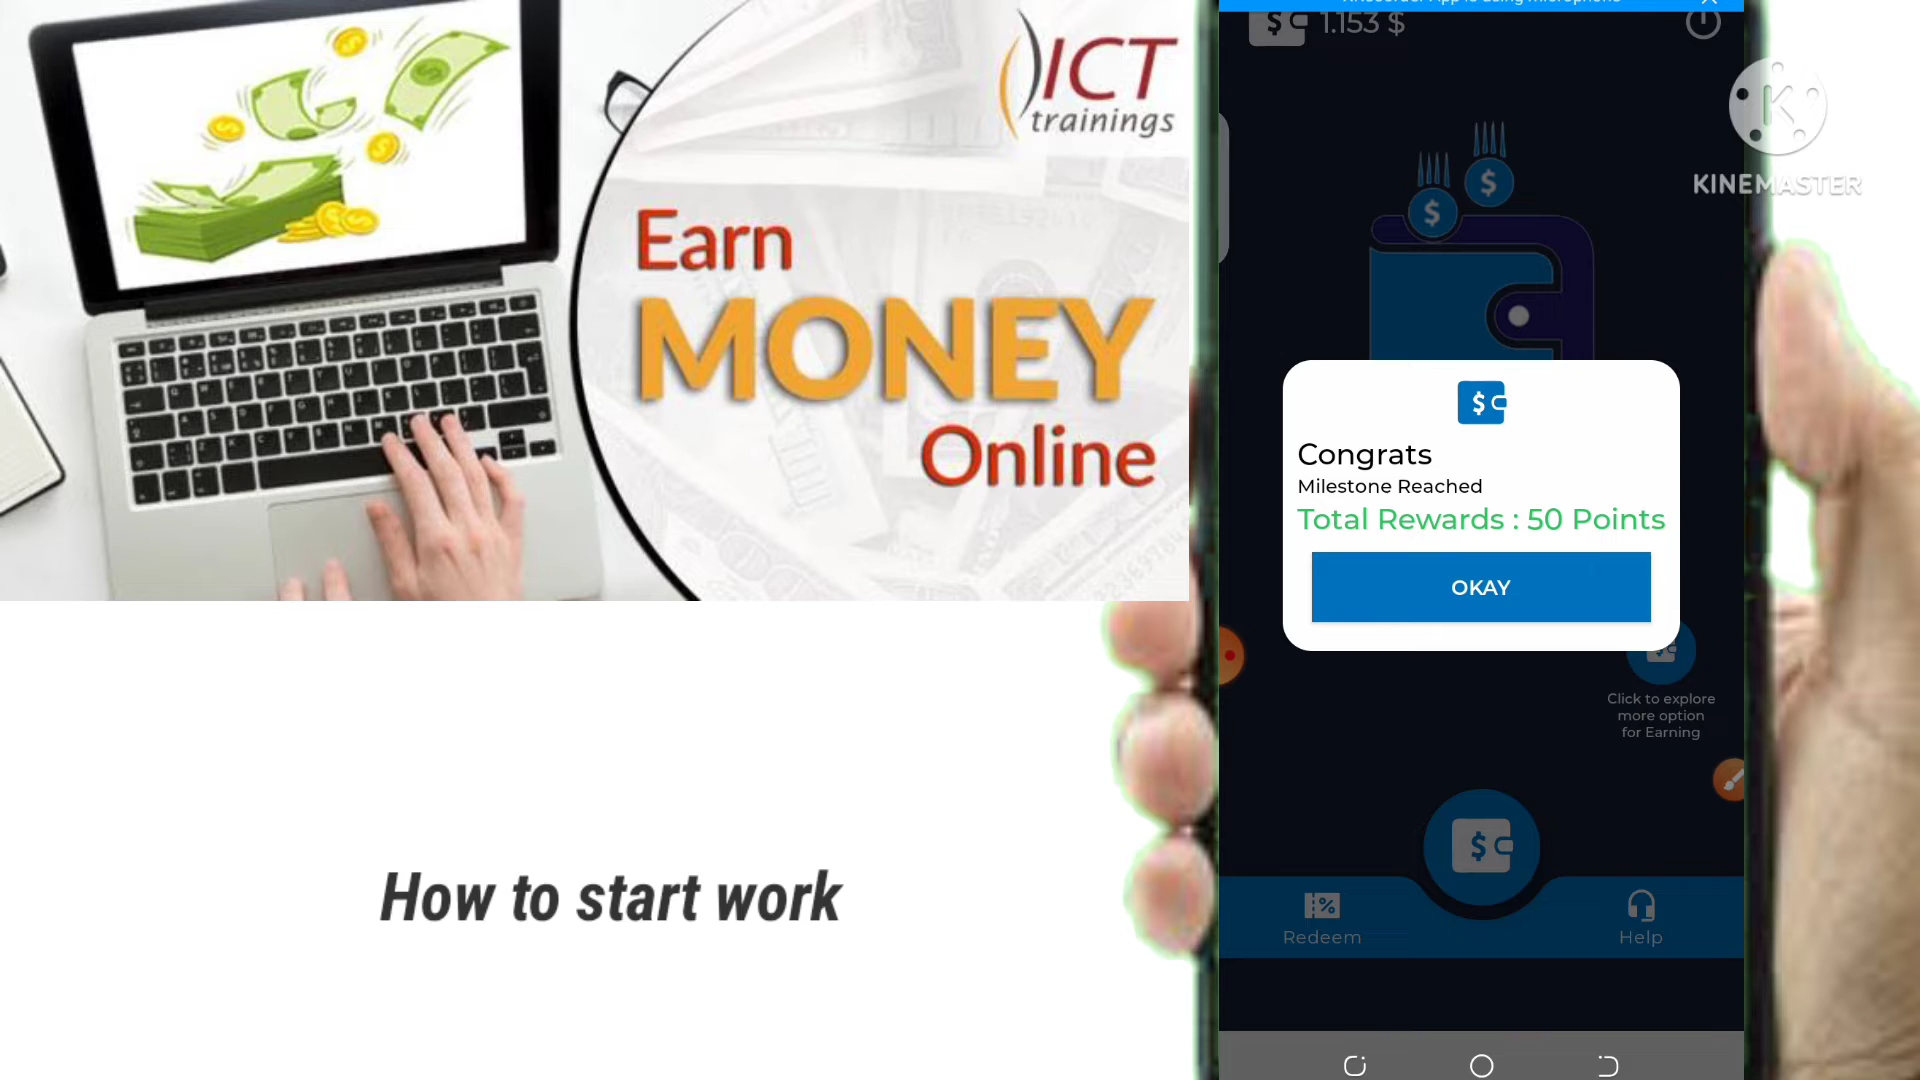 ICT
trainings
Earn
MONEY
Online
How to start work
1.153 $
KINEMASTER
Congrats
Milestone Reached
Total Rewards : 50 Points
OKAY
Click to explore
more option
for Earning
Redeem
Help